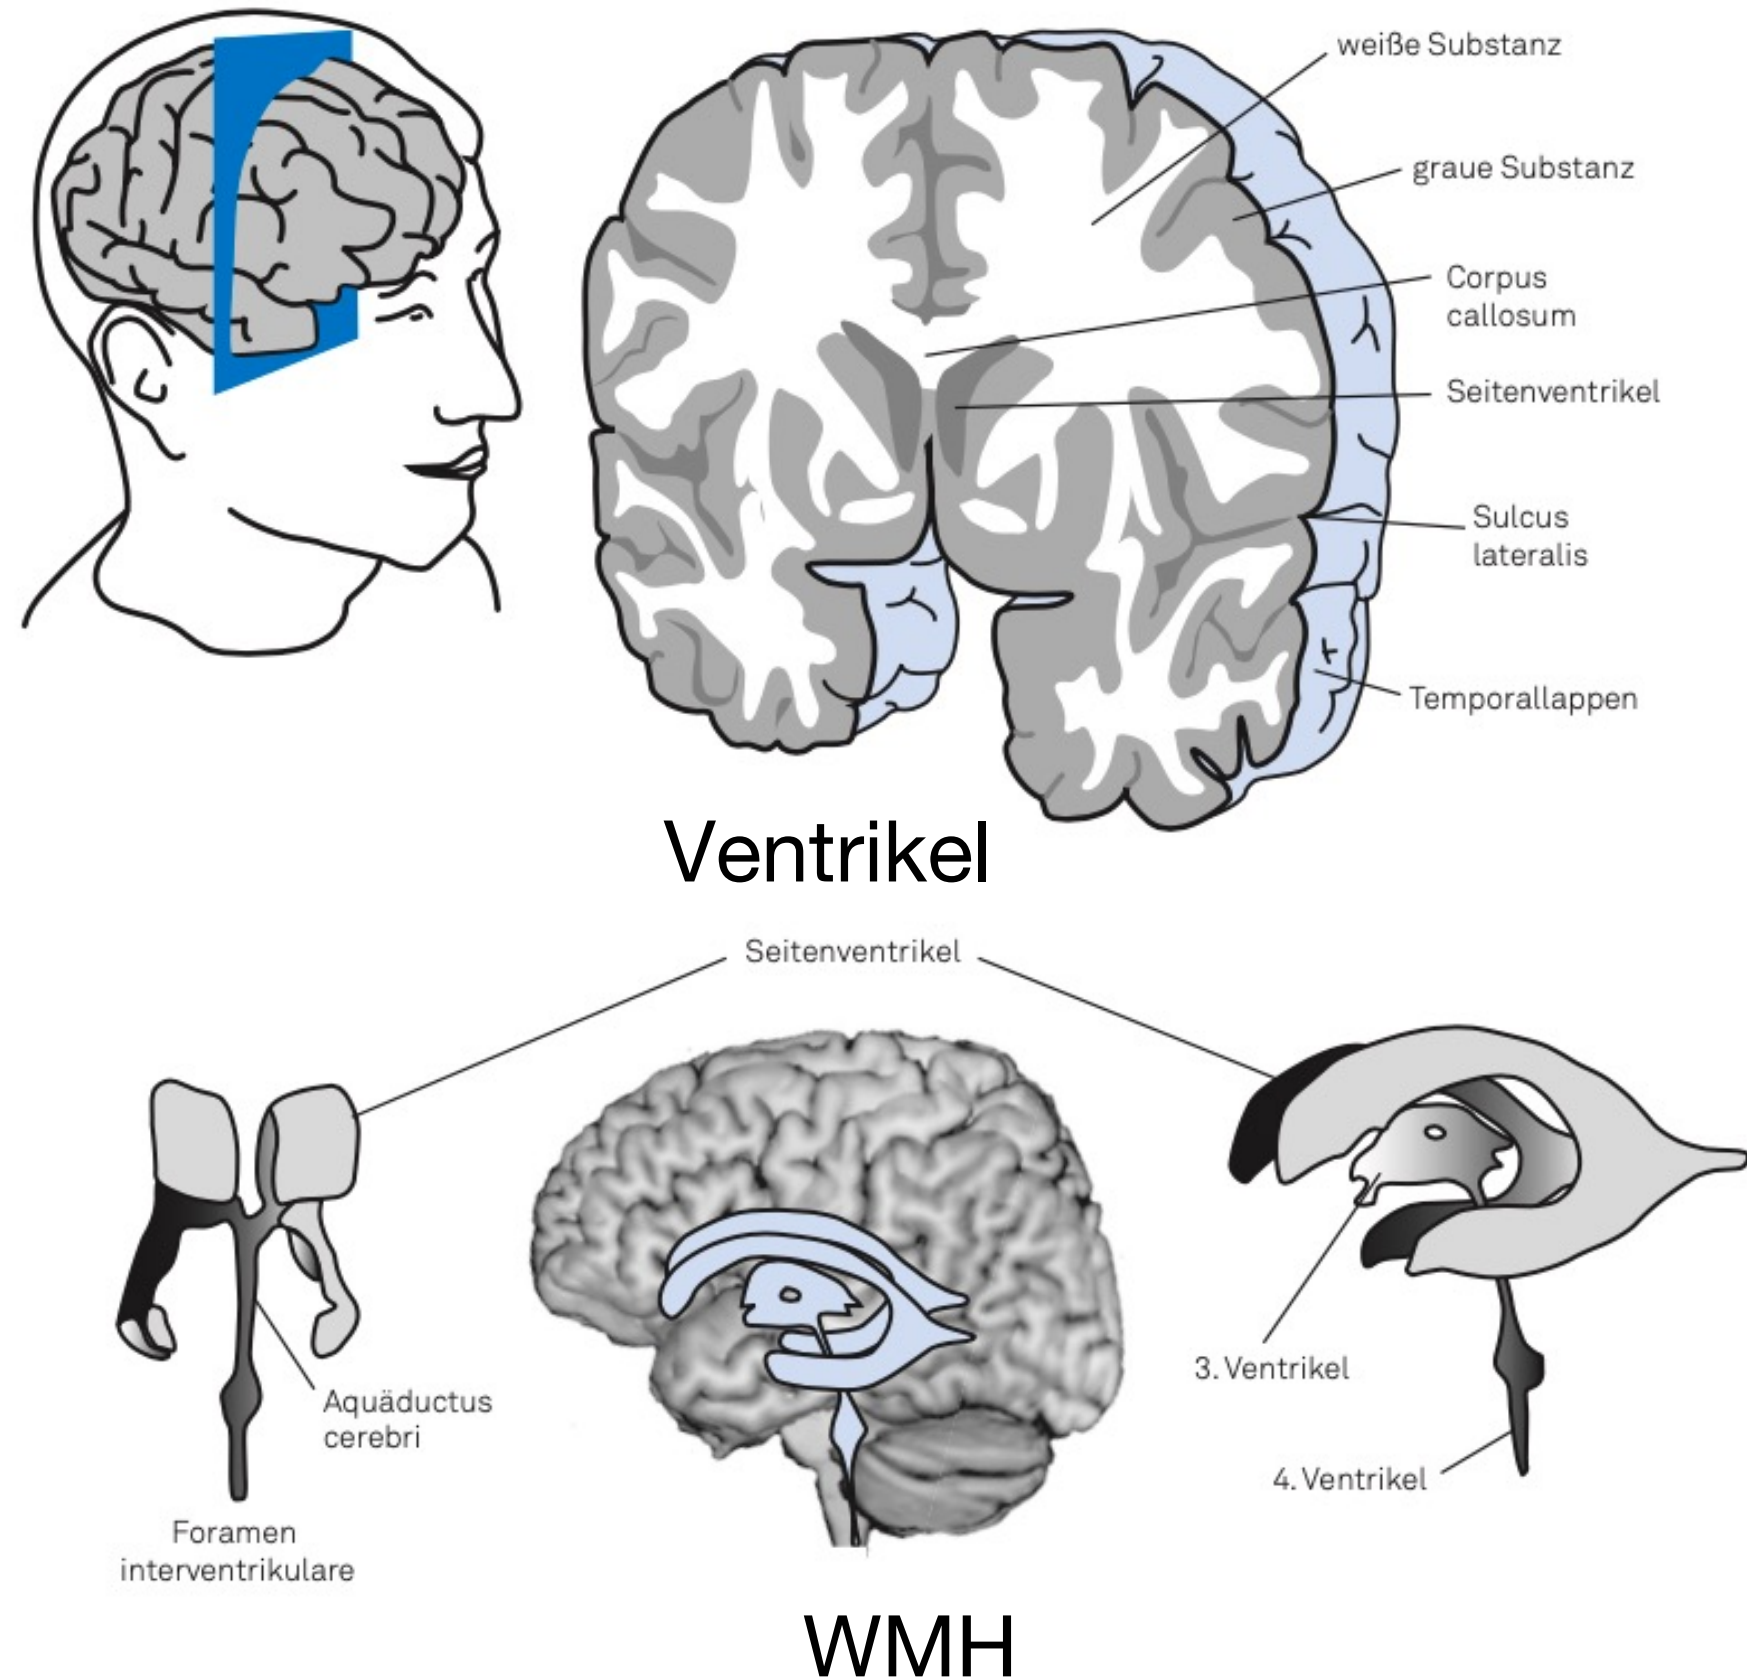 weiße Substanz
graue Substanz
Corpus
callosum
Seitenventrikel
Sulcus
lateralis
Temporallappen
Ventrikel
Seitenventrikel
3. Ventrikel
Aquäductus
cerebri
4. Ventrikel
Foramen
interventrikulare
WMH